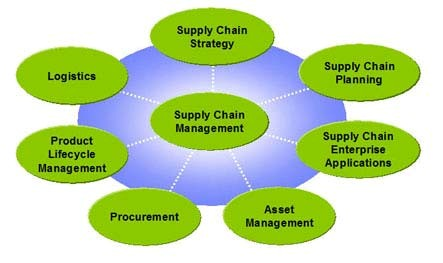 Supply Chain
Strategy
Logistics
Supply Chain
Planning
Supply Chain
Management
Product
Lifecycle
Management
Supply Chain
Enterprise
Applications
Procurement
Asset
Management